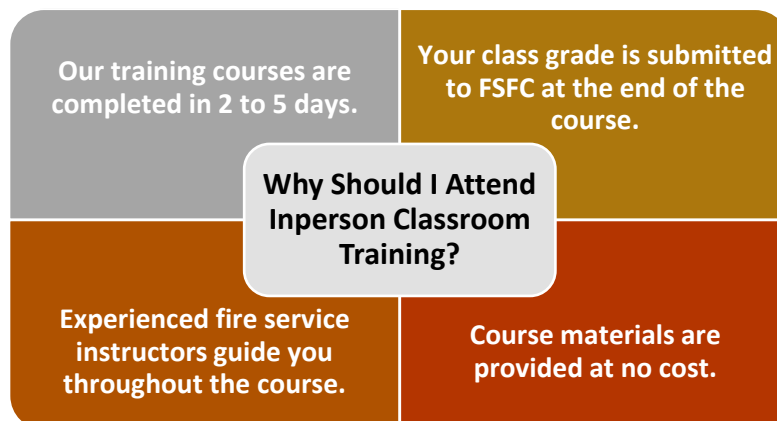 Our training courses are
completed in 2 to 5 days.
Your class grade is submitted
to FSFC at the end of the
course.
Why Should I Attend
Inperson Classroom
Training?
Experienced fire service
instructors guide you
throughout the course.
Course materials are
provided at no cost.